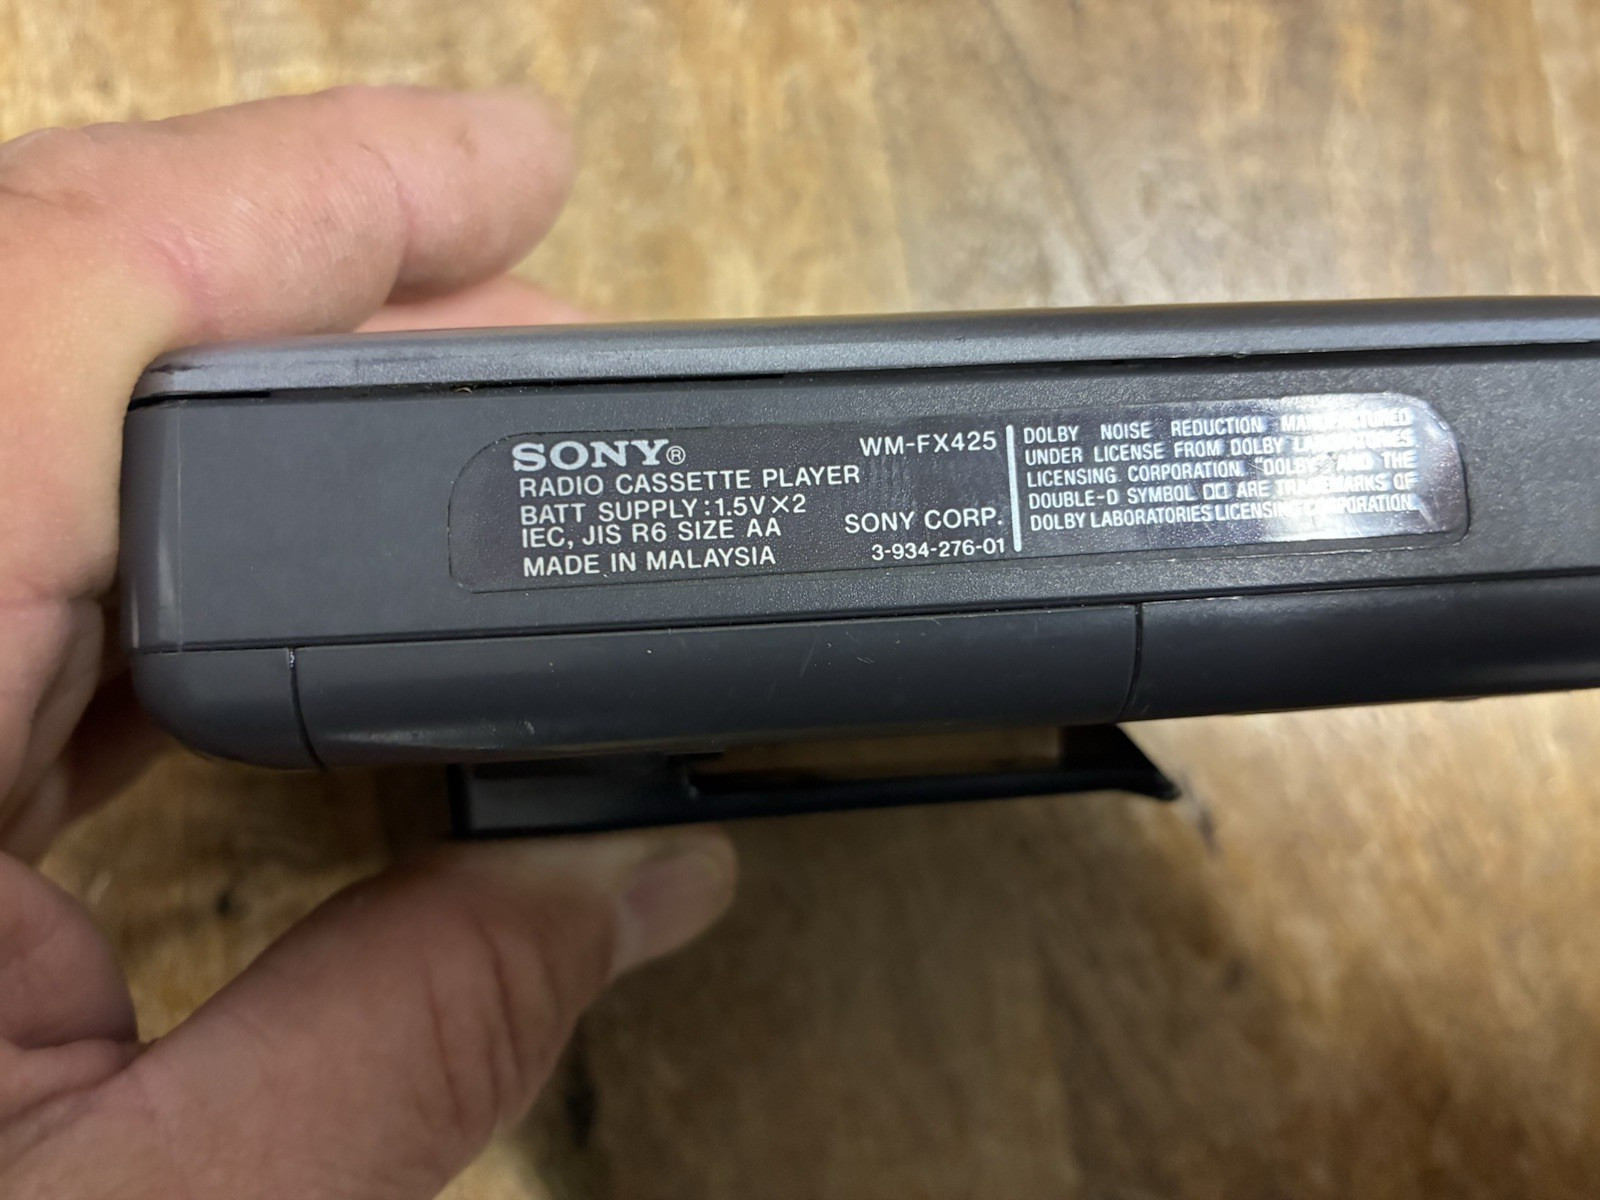 SONY®
WM-FX425
RADIO CASSETTE PLAYER
BATT SUPPLY : 1.5V×2
IEC, JIS R6 SIZE AA
SONY CORP.
MADE IN MALAYSIA
3-934-276-01
DOLBY NOISE REDUCTION MANUFACTURED
UNDER LICENSE FROM DOLBY LABORATORIES
LICENSING CORPORATION. "DOLBY" AND THE
DOUBLE-D SYMBOL ARE TRADEMARKS OF
DOLBY LABORATORIES LICENSING CORPORATION.